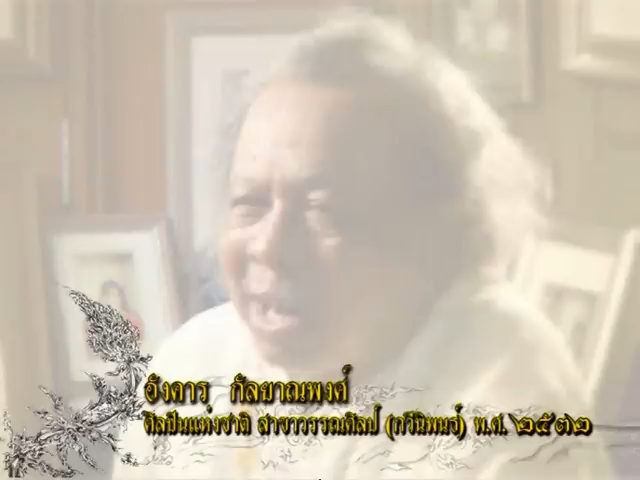 อังคาร กัลยาณพงศ์
ศิลปินแห่งชาติ สาขาวรรณศิลป์ (กวีนิพนธ์) พ.ศ. ๒๕๓๒